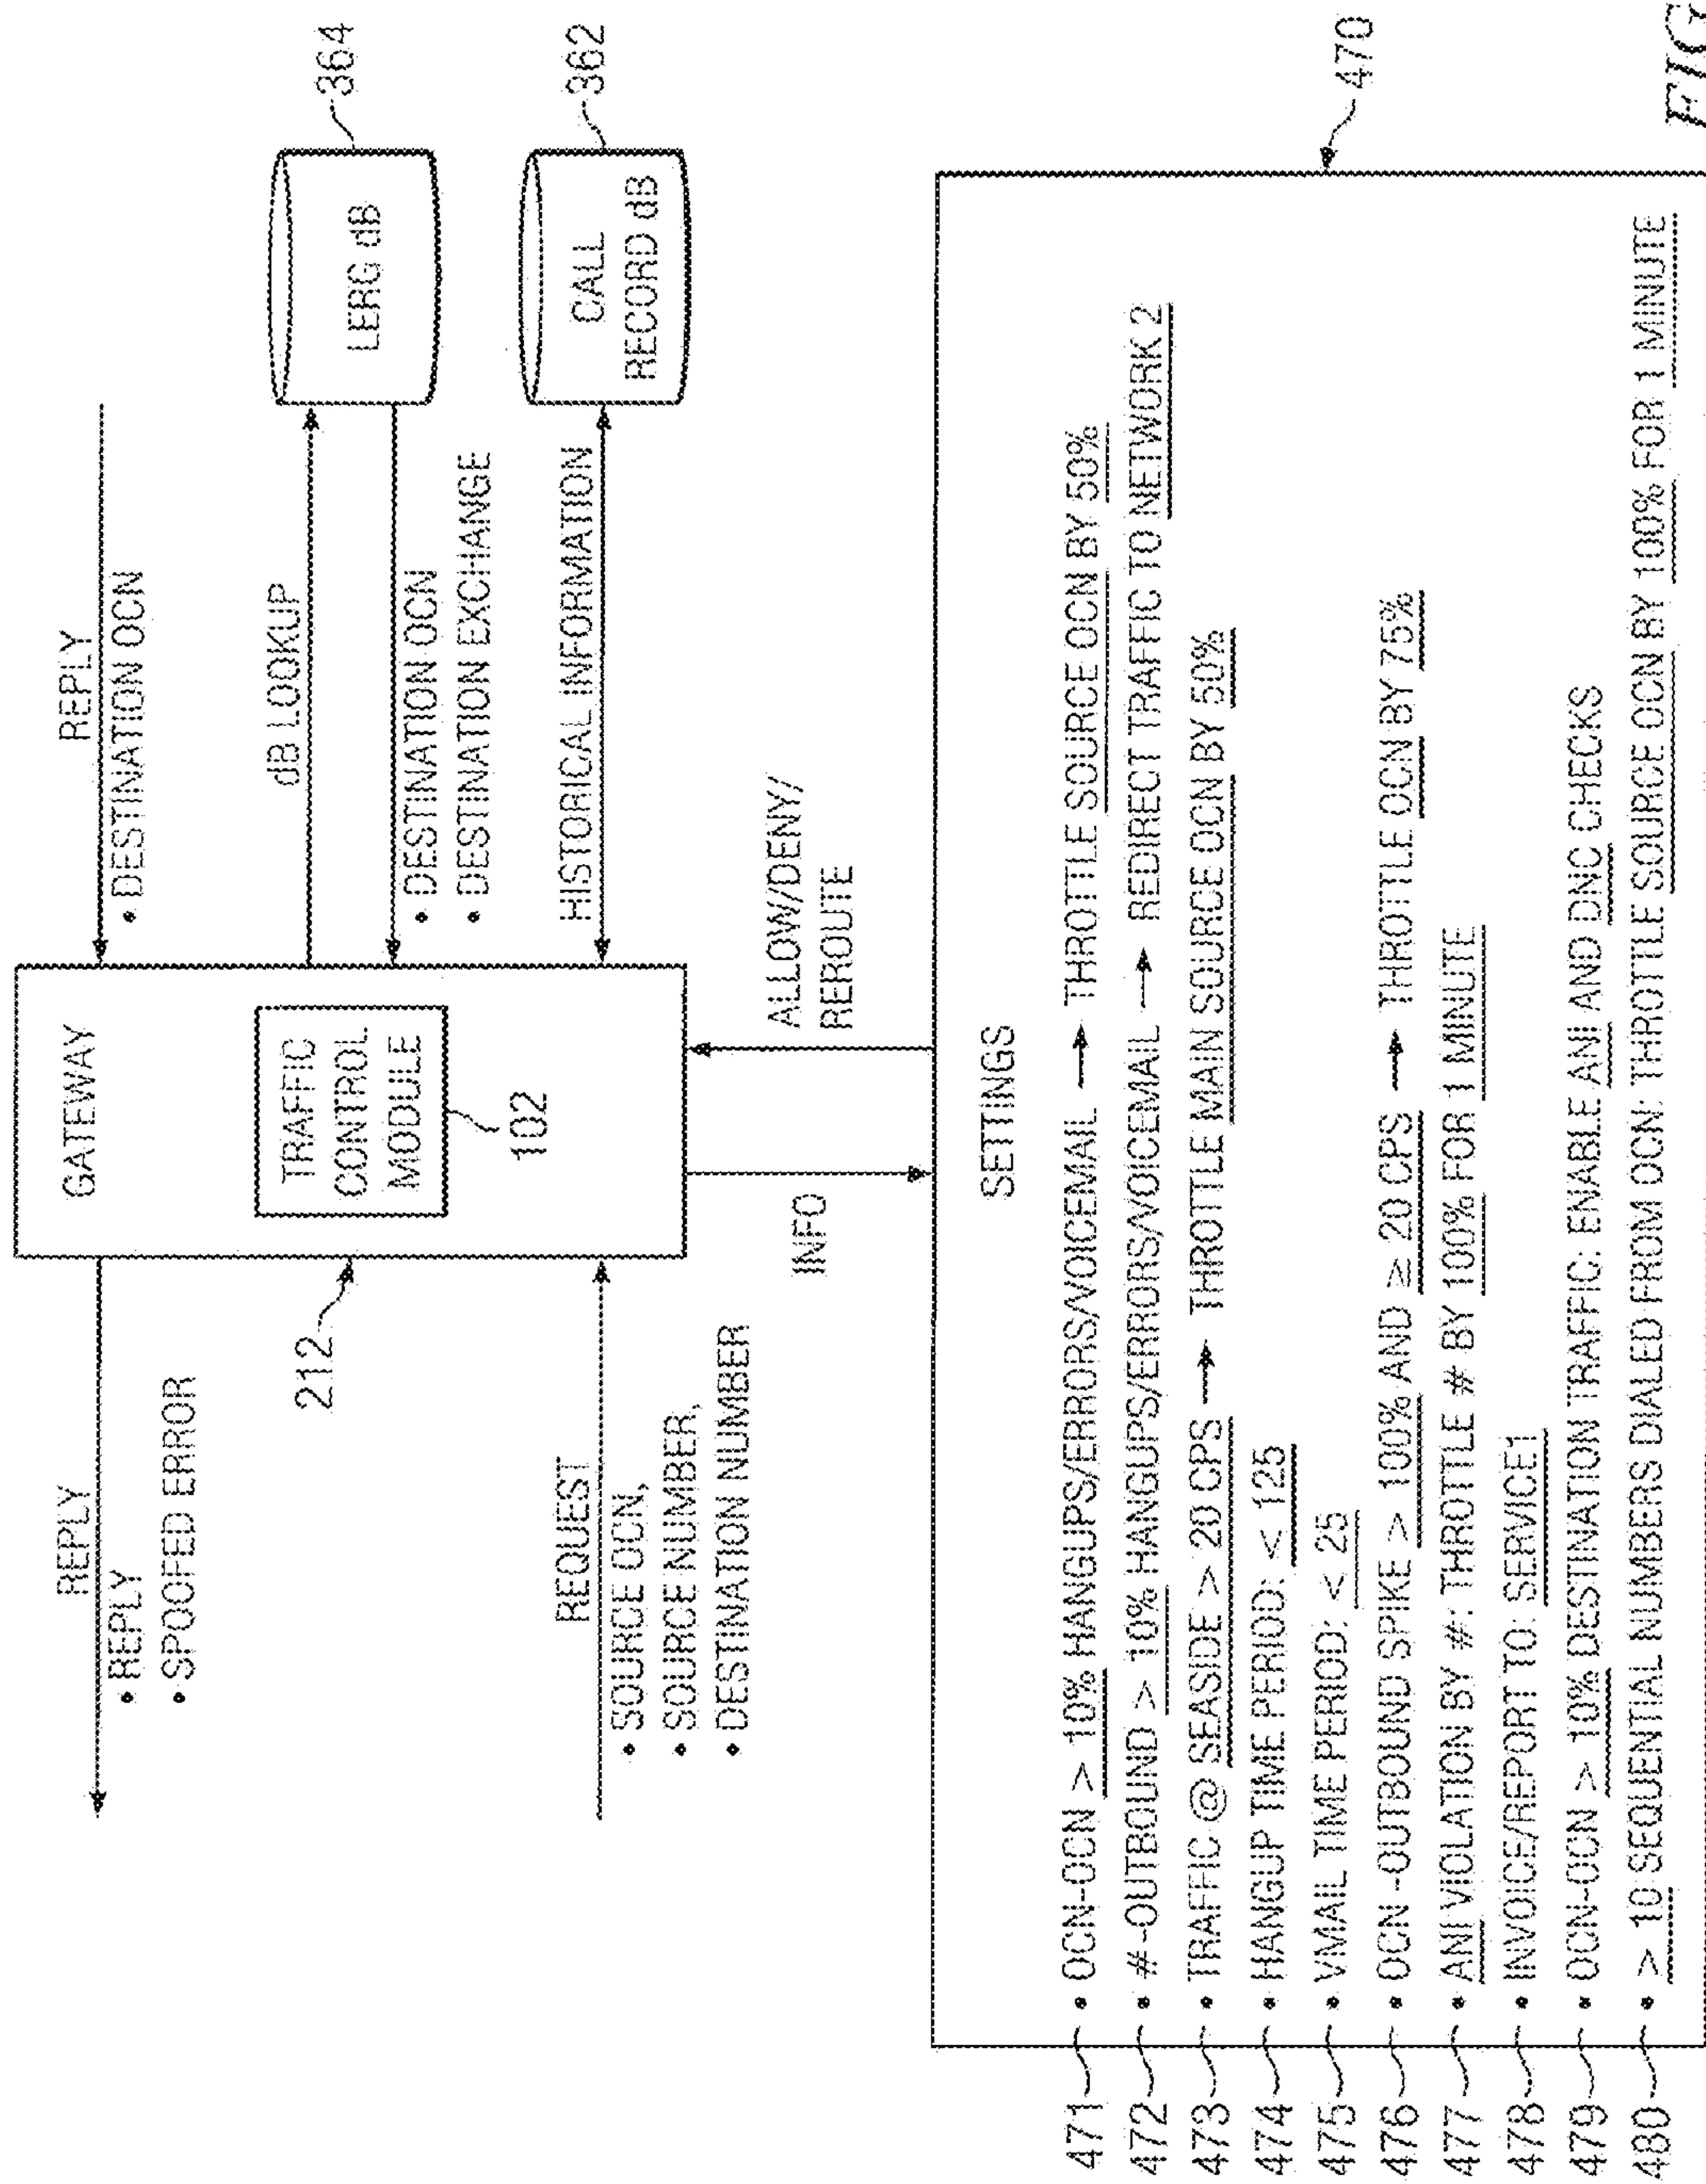 REPLY
• REPLY
• SPOOFED ERROR
212
REQUEST
• SOURCE OCN,
• SOURCE NUMBER,
• DESTINATION NUMBER
GATEWAY
TRAFFIC
CONTROL
MODULE
102
REPLY
• DESTINATION OCN
dB LOOKUP
• DESTINATION OCN
• DESTINATION EXCHANGE
HISTORICAL INFORMATION
LERG dB
364
CALL
RECORD dB
362
INFO
ALLOW/DENY/
REROUTE
470
SETTINGS
471 • OCN-OCN > 10% HANGUPS/ERRORS/VOICEMAIL → THROTTLE SOURCE OCN BY 50%
472 • #-OUTBOUND > 10% HANGUPS/ERRORS/VOICEMAIL → REDIRECT TRAFFIC TO NETWORK 2
473 • TRAFFIC @ SEASIDE > 20 CPS → THROTTLE MAIN SOURCE OCN BY 50%
474 • HANGUP TIME PERIOD: < 125
475 • VMAIL TIME PERIOD: < 25
476 • OCN-OUTBOUND SPIKE > 100% AND ≥ 20 CPS → THROTTLE OCN BY 75%
477 • ANI VIOLATION BY #: THROTTLE # BY 100% FOR 1 MINUTE
478 • INVOICE/REPORT TO: SERVICE1
479 • OCN-OCN > 10% DESTINATION TRAFFIC: ENABLE ANI AND DNC CHECKS
480 • > 10 SEQUENTIAL NUMBERS DIALED FROM OCN: THROTTLE SOURCE OCN BY 100% FOR 1 MINUTE
FIG